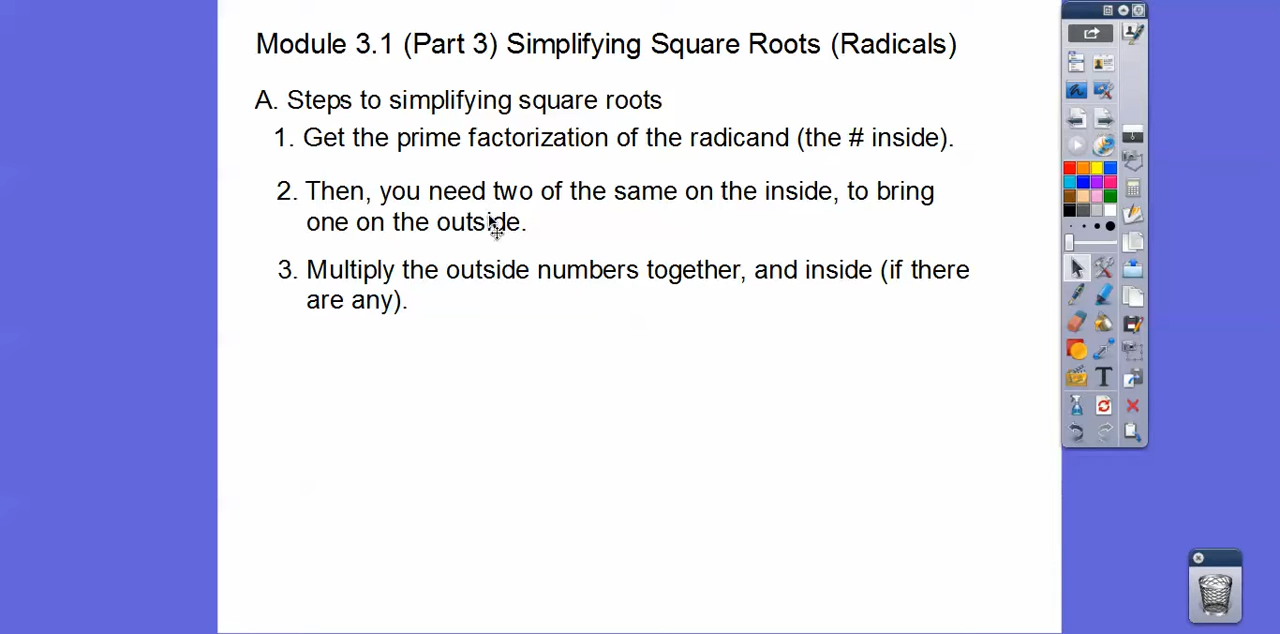 Module 3.1 (Part 3) Simplifying Square Roots (Radicals)
A. Steps to simplifying square roots
1. Get the prime factorization of the radicand (the # inside).
2. Then, you need two of the same on the inside, to bring
one on the outside.
3. Multiply the outside numbers together, and inside (if there
are any).
T